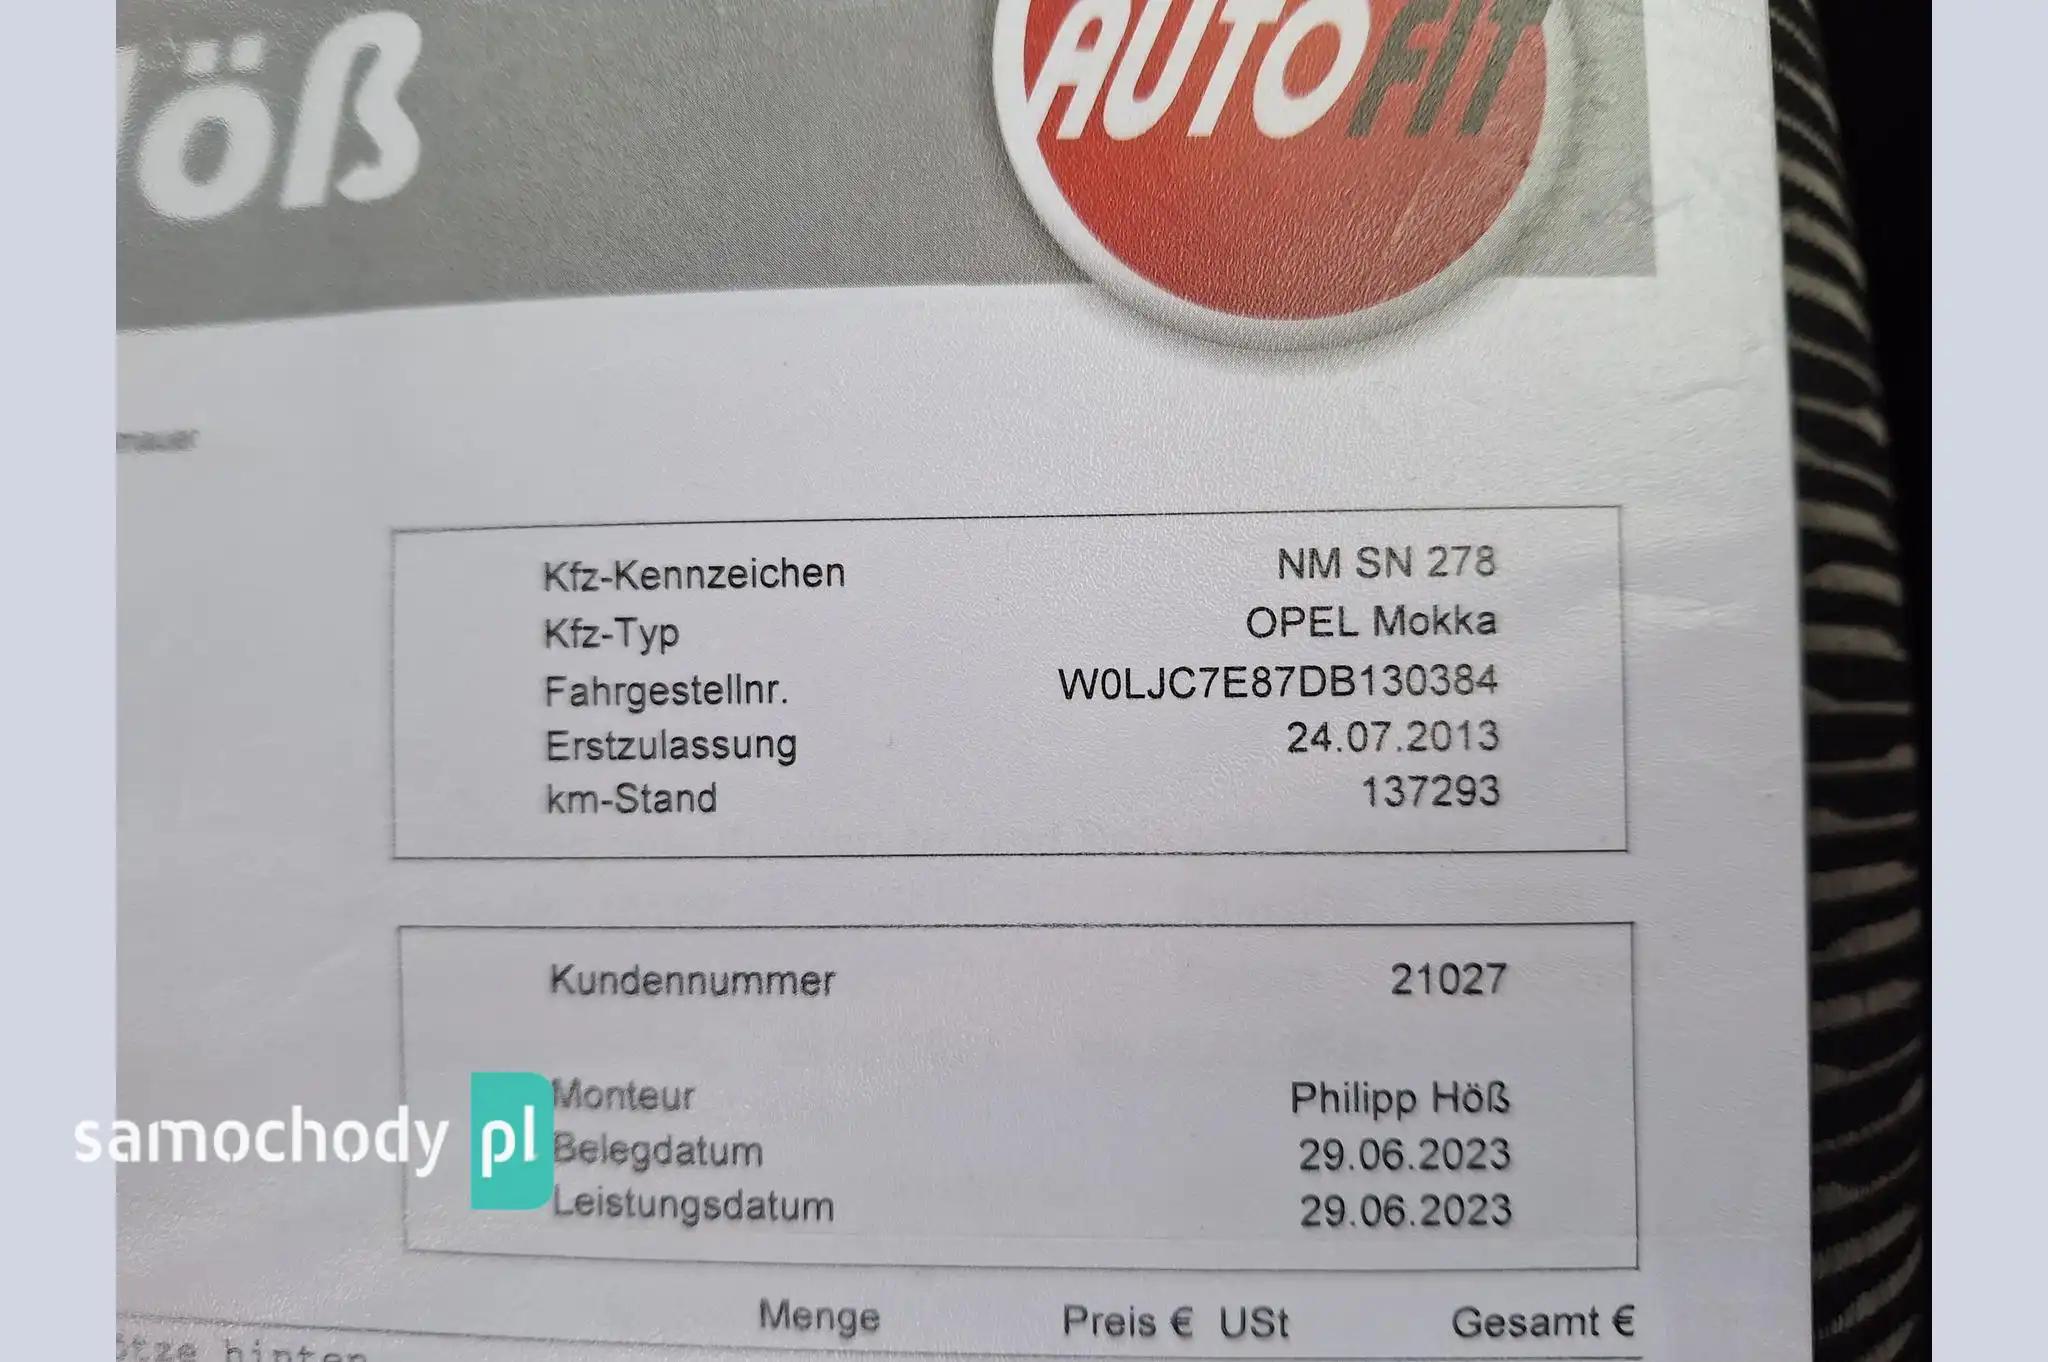 öß
AUTOFIT
Kfz-Kennzeichen NM SN 278
Kfz-Typ OPEL Mokka
Fahrgestellnr. W0LJC7E87DB130384
Erstzulassung 24.07.2013
km-Stand 137293
Kundennummer 21027
Monteur Philipp Höß
Belegdatum 29.06.2023
Leistungsdatum 29.06.2023
samochody pl
Menge Preis € USt Gesamt €
hinten